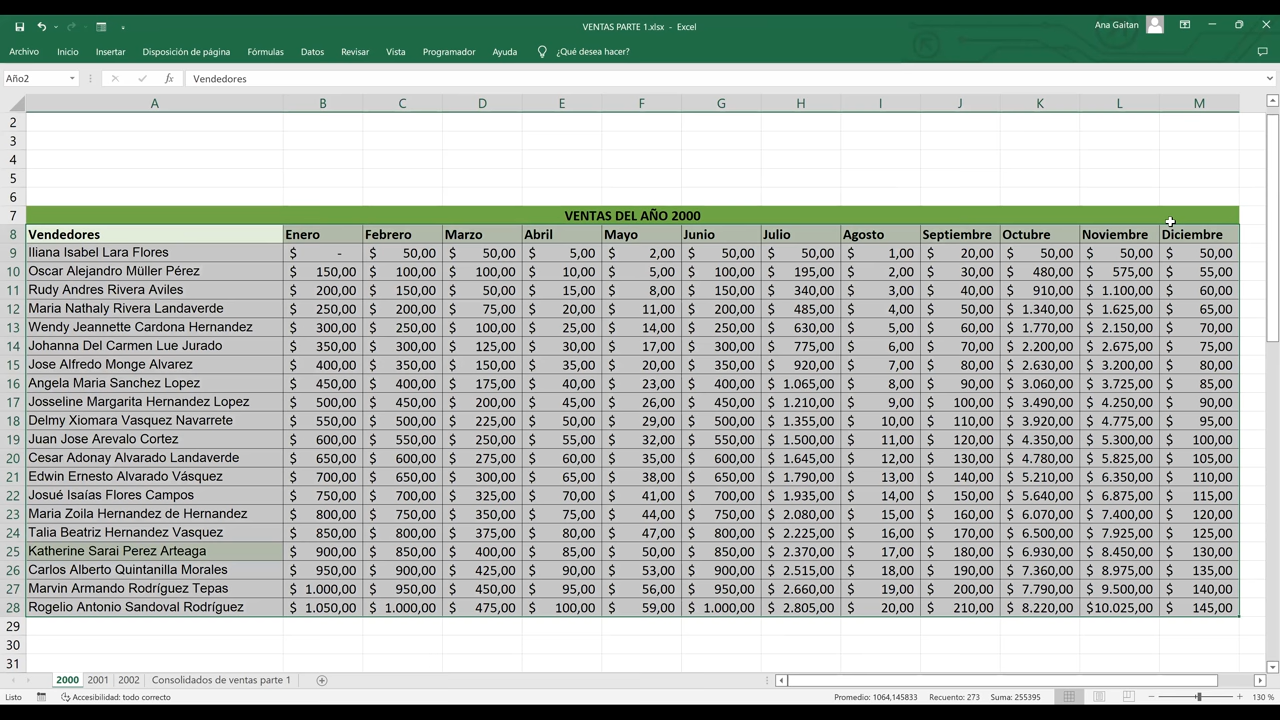 VENTAS PARTE 1.xlsx - Excel
Ana Gaitan
Archivo Inicio Insertar Disposición de página Fórmulas Datos Revisar Vista Programador Ayuda ¿Qué desea hacer?
Año2 fx Vendedores
A B C D E F G H I J K L M
2
3
4
5
6
7 VENTAS DEL AÑO 2000
8 Vendedores Enero Febrero Marzo Abril Mayo Junio Julio Agosto Septiembre Octubre Noviembre Diciembre
9 Iliana Isabel Lara Flores $ - $ 50,00 $ 50,00 $ 5,00 $ 2,00 $ 50,00 $ 50,00 $ 1,00 $ 20,00 $ 50,00 $ 50,00 $ 50,00
10 Oscar Alejandro Müller Pérez $ 150,00 $ 100,00 $ 100,00 $ 10,00 $ 5,00 $ 100,00 $ 195,00 $ 2,00 $ 30,00 $ 480,00 $ 575,00 $ 55,00
11 Rudy Andres Rivera Aviles $ 200,00 $ 150,00 $ 50,00 $ 15,00 $ 8,00 $ 150,00 $ 340,00 $ 3,00 $ 40,00 $ 910,00 $ 1.100,00 $ 60,00
12 Maria Nathaly Rivera Landaverde $ 250,00 $ 200,00 $ 75,00 $ 20,00 $ 11,00 $ 200,00 $ 485,00 $ 4,00 $ 50,00 $ 1.340,00 $ 1.625,00 $ 65,00
13 Wendy Jeannette Cardona Hernandez $ 300,00 $ 250,00 $ 100,00 $ 25,00 $ 14,00 $ 250,00 $ 630,00 $ 5,00 $ 60,00 $ 1.770,00 $ 2.150,00 $ 70,00
14 Johanna Del Carmen Lue Jurado $ 350,00 $ 300,00 $ 125,00 $ 30,00 $ 17,00 $ 300,00 $ 775,00 $ 6,00 $ 70,00 $ 2.200,00 $ 2.675,00 $ 75,00
15 Jose Alfredo Monge Alvarez $ 400,00 $ 350,00 $ 150,00 $ 35,00 $ 20,00 $ 350,00 $ 920,00 $ 7,00 $ 80,00 $ 2.630,00 $ 3.200,00 $ 80,00
16 Angela Maria Sanchez Lopez $ 450,00 $ 400,00 $ 175,00 $ 40,00 $ 23,00 $ 400,00 $ 1.065,00 $ 8,00 $ 90,00 $ 3.060,00 $ 3.725,00 $ 85,00
17 Josseline Margarita Hernandez Lopez $ 500,00 $ 450,00 $ 200,00 $ 45,00 $ 26,00 $ 450,00 $ 1.210,00 $ 9,00 $ 100,00 $ 3.490,00 $ 4.250,00 $ 90,00
18 Delmy Xiomara Vasquez Navarrete $ 550,00 $ 500,00 $ 225,00 $ 50,00 $ 29,00 $ 500,00 $ 1.355,00 $ 10,00 $ 110,00 $ 3.920,00 $ 4.775,00 $ 95,00
19 Juan Jose Arevalo Cortez $ 600,00 $ 550,00 $ 250,00 $ 55,00 $ 32,00 $ 550,00 $ 1.500,00 $ 11,00 $ 120,00 $ 4.350,00 $ 5.300,00 $ 100,00
20 Cesar Adonay Alvarado Landaverde $ 650,00 $ 600,00 $ 275,00 $ 60,00 $ 35,00 $ 600,00 $ 1.645,00 $ 12,00 $ 130,00 $ 4.780,00 $ 5.825,00 $ 105,00
21 Edwin Ernesto Alvarado Vásquez $ 700,00 $ 650,00 $ 300,00 $ 65,00 $ 38,00 $ 650,00 $ 1.790,00 $ 13,00 $ 140,00 $ 5.210,00 $ 6.350,00 $ 110,00
22 Josué Isaías Flores Campos $ 750,00 $ 700,00 $ 325,00 $ 70,00 $ 41,00 $ 700,00 $ 1.935,00 $ 14,00 $ 150,00 $ 5.640,00 $ 6.875,00 $ 115,00
23 Maria Zoila Hernandez de Hernandez $ 800,00 $ 750,00 $ 350,00 $ 75,00 $ 44,00 $ 750,00 $ 2.080,00 $ 15,00 $ 160,00 $ 6.070,00 $ 7.400,00 $ 120,00
24 Talia Beatriz Hernandez Vasquez $ 850,00 $ 800,00 $ 375,00 $ 80,00 $ 47,00 $ 800,00 $ 2.225,00 $ 16,00 $ 170,00 $ 6.500,00 $ 7.925,00 $ 125,00
25 Katherine Sarai Perez Arteaga $ 900,00 $ 850,00 $ 400,00 $ 85,00 $ 50,00 $ 850,00 $ 2.370,00 $ 17,00 $ 180,00 $ 6.930,00 $ 8.450,00 $ 130,00
26 Carlos Alberto Quintanilla Morales $ 950,00 $ 900,00 $ 425,00 $ 90,00 $ 53,00 $ 900,00 $ 2.515,00 $ 18,00 $ 190,00 $ 7.360,00 $ 8.975,00 $ 135,00
27 Marvin Armando Rodríguez Tepas $ 1.000,00 $ 950,00 $ 450,00 $ 95,00 $ 56,00 $ 950,00 $ 2.660,00 $ 19,00 $ 200,00 $ 7.790,00 $ 9.500,00 $ 140,00
28 Rogelio Antonio Sandoval Rodríguez $ 1.050,00 $ 1.000,00 $ 475,00 $ 100,00 $ 59,00 $ 1.000,00 $ 2.805,00 $ 20,00 $ 210,00 $ 8.220,00 $10.025,00 $ 145,00
29
30
31
2000 2001 2002 Consolidados de ventas parte 1
Listo Accesibilidad: todo correcto Promedio: 1064,145833 Recuento: 273 Suma: 255395 130 %